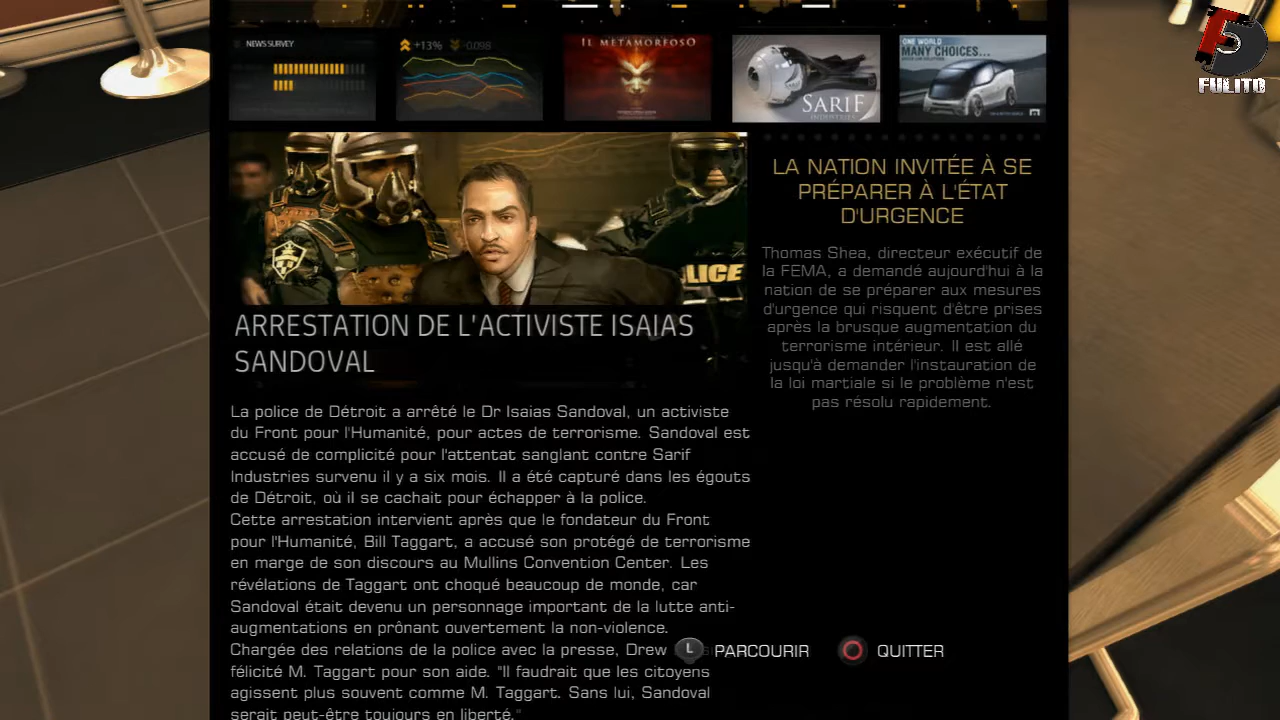 FD
FULITO
NEWS SURVEY
+13% -0.098
IL METAMORFOSO
SARIF
INDUSTRIES
ONE WORLD
MANY CHOICES...
POLICE
ARRESTATION DE L'ACTIVISTE ISAIAS
SANDOVAL
La police de Détroit a arrêté le Dr Isaias Sandoval, un activiste
du Front pour l'Humanité, pour actes de terrorisme. Sandoval est
accusé de complicité pour l'attentat sanglant contre Sarif
Industries survenu il y a six mois. Il a été capturé dans les égouts
de Détroit, où il se cachait pour échapper à la police.
Cette arrestation intervient après que le fondateur du Front
pour l'Humanité, Bill Taggart, a accusé son protégé de terrorisme
en marge de son discours au Mullins Convention Center. Les
révélations de Taggart ont choqué beaucoup de monde, car
Sandoval était devenu un personnage important de la lutte anti-
augmentations en prônant ouvertement la non-violence.
Chargée des relations de la police avec la presse, Drew
félicité M. Taggart pour son aide. "Il faudrait que les citoyens
agissent plus souvent comme M. Taggart. Sans lui, Sandoval
serait peut-être toujours en liberté."
LA NATION INVITÉE À SE
PRÉPARER À L'ÉTAT
D'URGENCE
Thomas Shea, directeur exécutif de
la FEMA, a demandé aujourd'hui à la
nation de se préparer aux mesures
d'urgence qui risquent d'être prises
après la brusque augmentation du
terrorisme intérieur. Il est allé
jusqu'à demander l'instauration de
la loi martiale si le problème n'est
pas résolu rapidement.
L PARCOURIR QUITTER